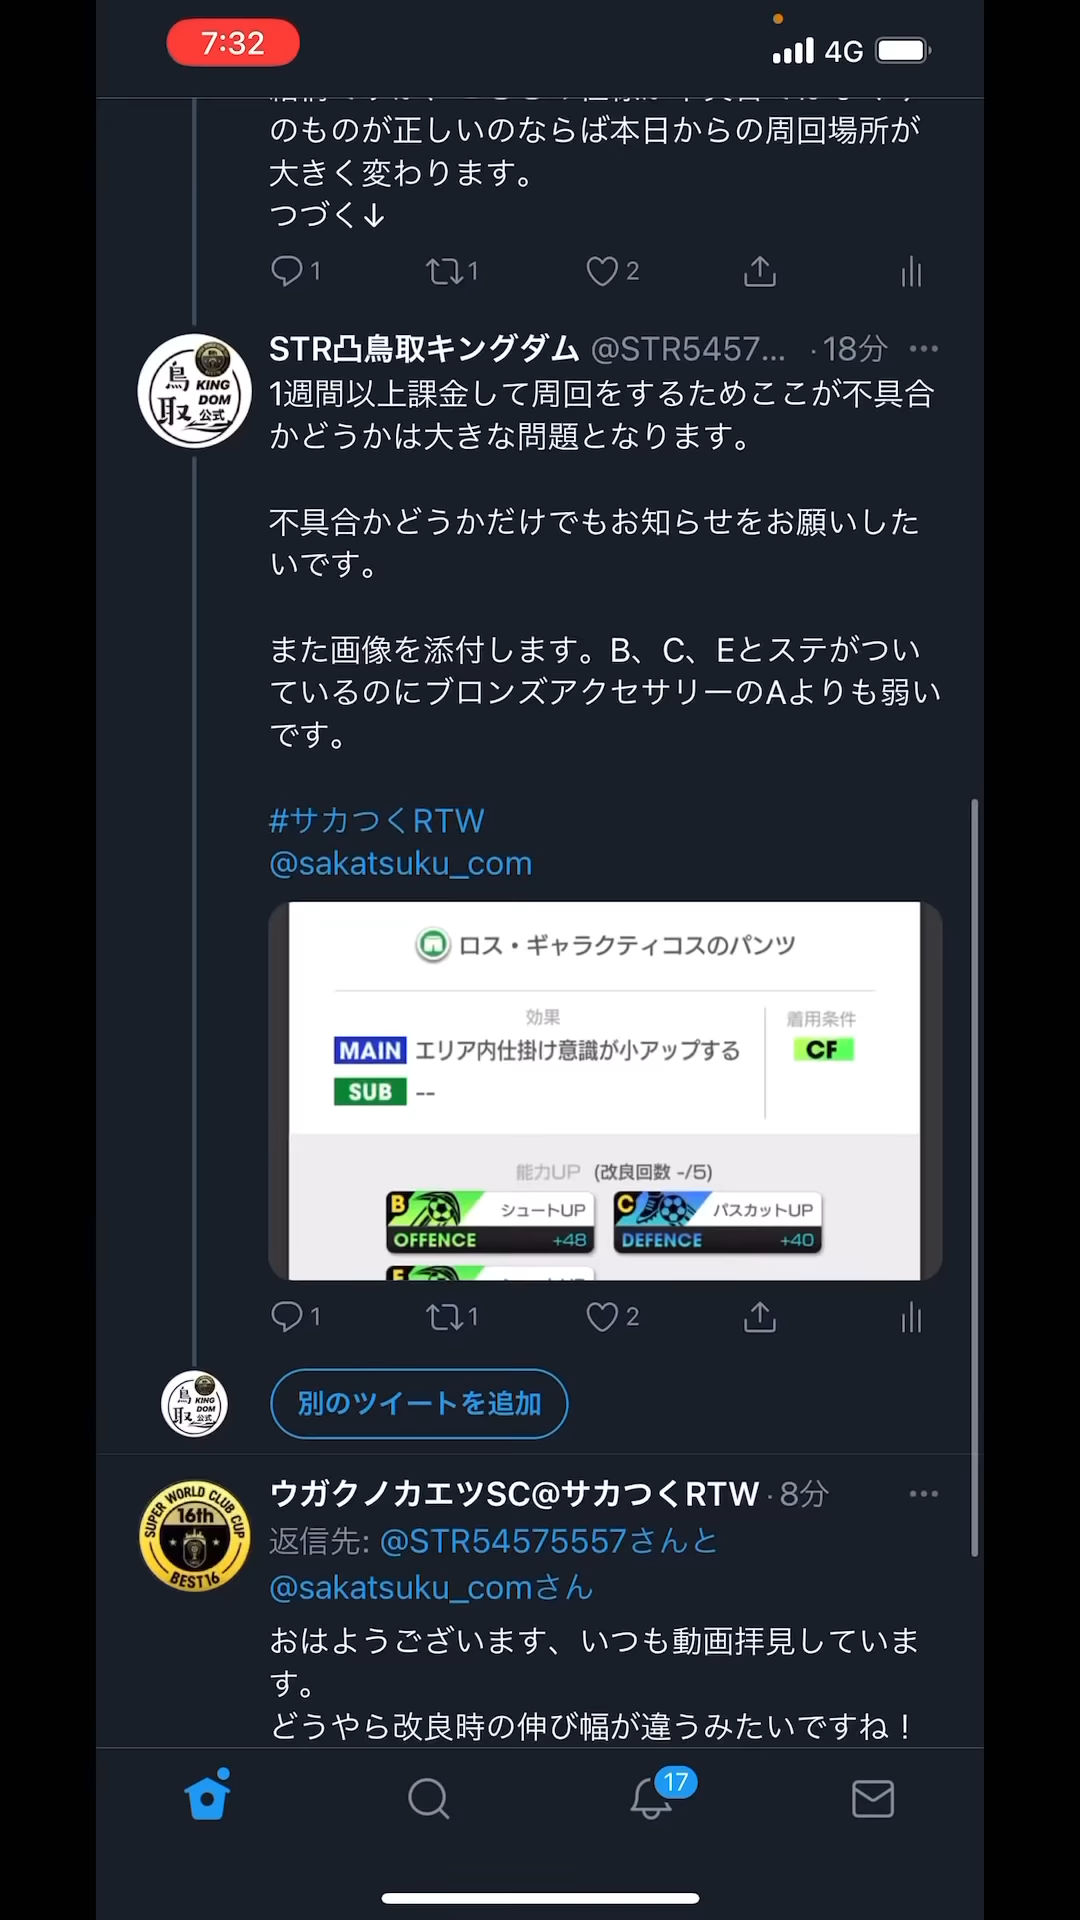 7:32
4G
のものが正しいのならば本日からの周回場所が
大きく変わります。
つづく↓
1 1 2
STR凸鳥取キングダム @STR5457... ·18分
1週間以上課金して周回をするためここが不具合
かどうかは大きな問題となります。
不具合かどうかだけでもお知らせをお願いした
いです。
また画像を添付します。B、C、Eとステがつい
ているのにブロンズアクセサリーのAよりも弱い
です。
#サカつくRTW
@sakatsuku_com
ロス・ギャラクティコスのパンツ
効果
着用条件
MAIN エリア内仕掛け意識が小アップする
CF
SUB --
能力UP (改良回数 -/5)
B シュートUP
OFFENCE +48
C パスカットUP
DEFENCE +40
1 1 2
鳥取 KINGDOM 公式
別のツイートを追加
SUPER WORLD CLUB CUP
16th
BEST16
ウガクノカエツSC@サカつくRTW · 8分
返信先: @STR54575557さんと
@sakatsuku_comさん
おはようございます、いつも動画拝見していま
す。
どうやら改良時の伸び幅が違うみたいですね！
17